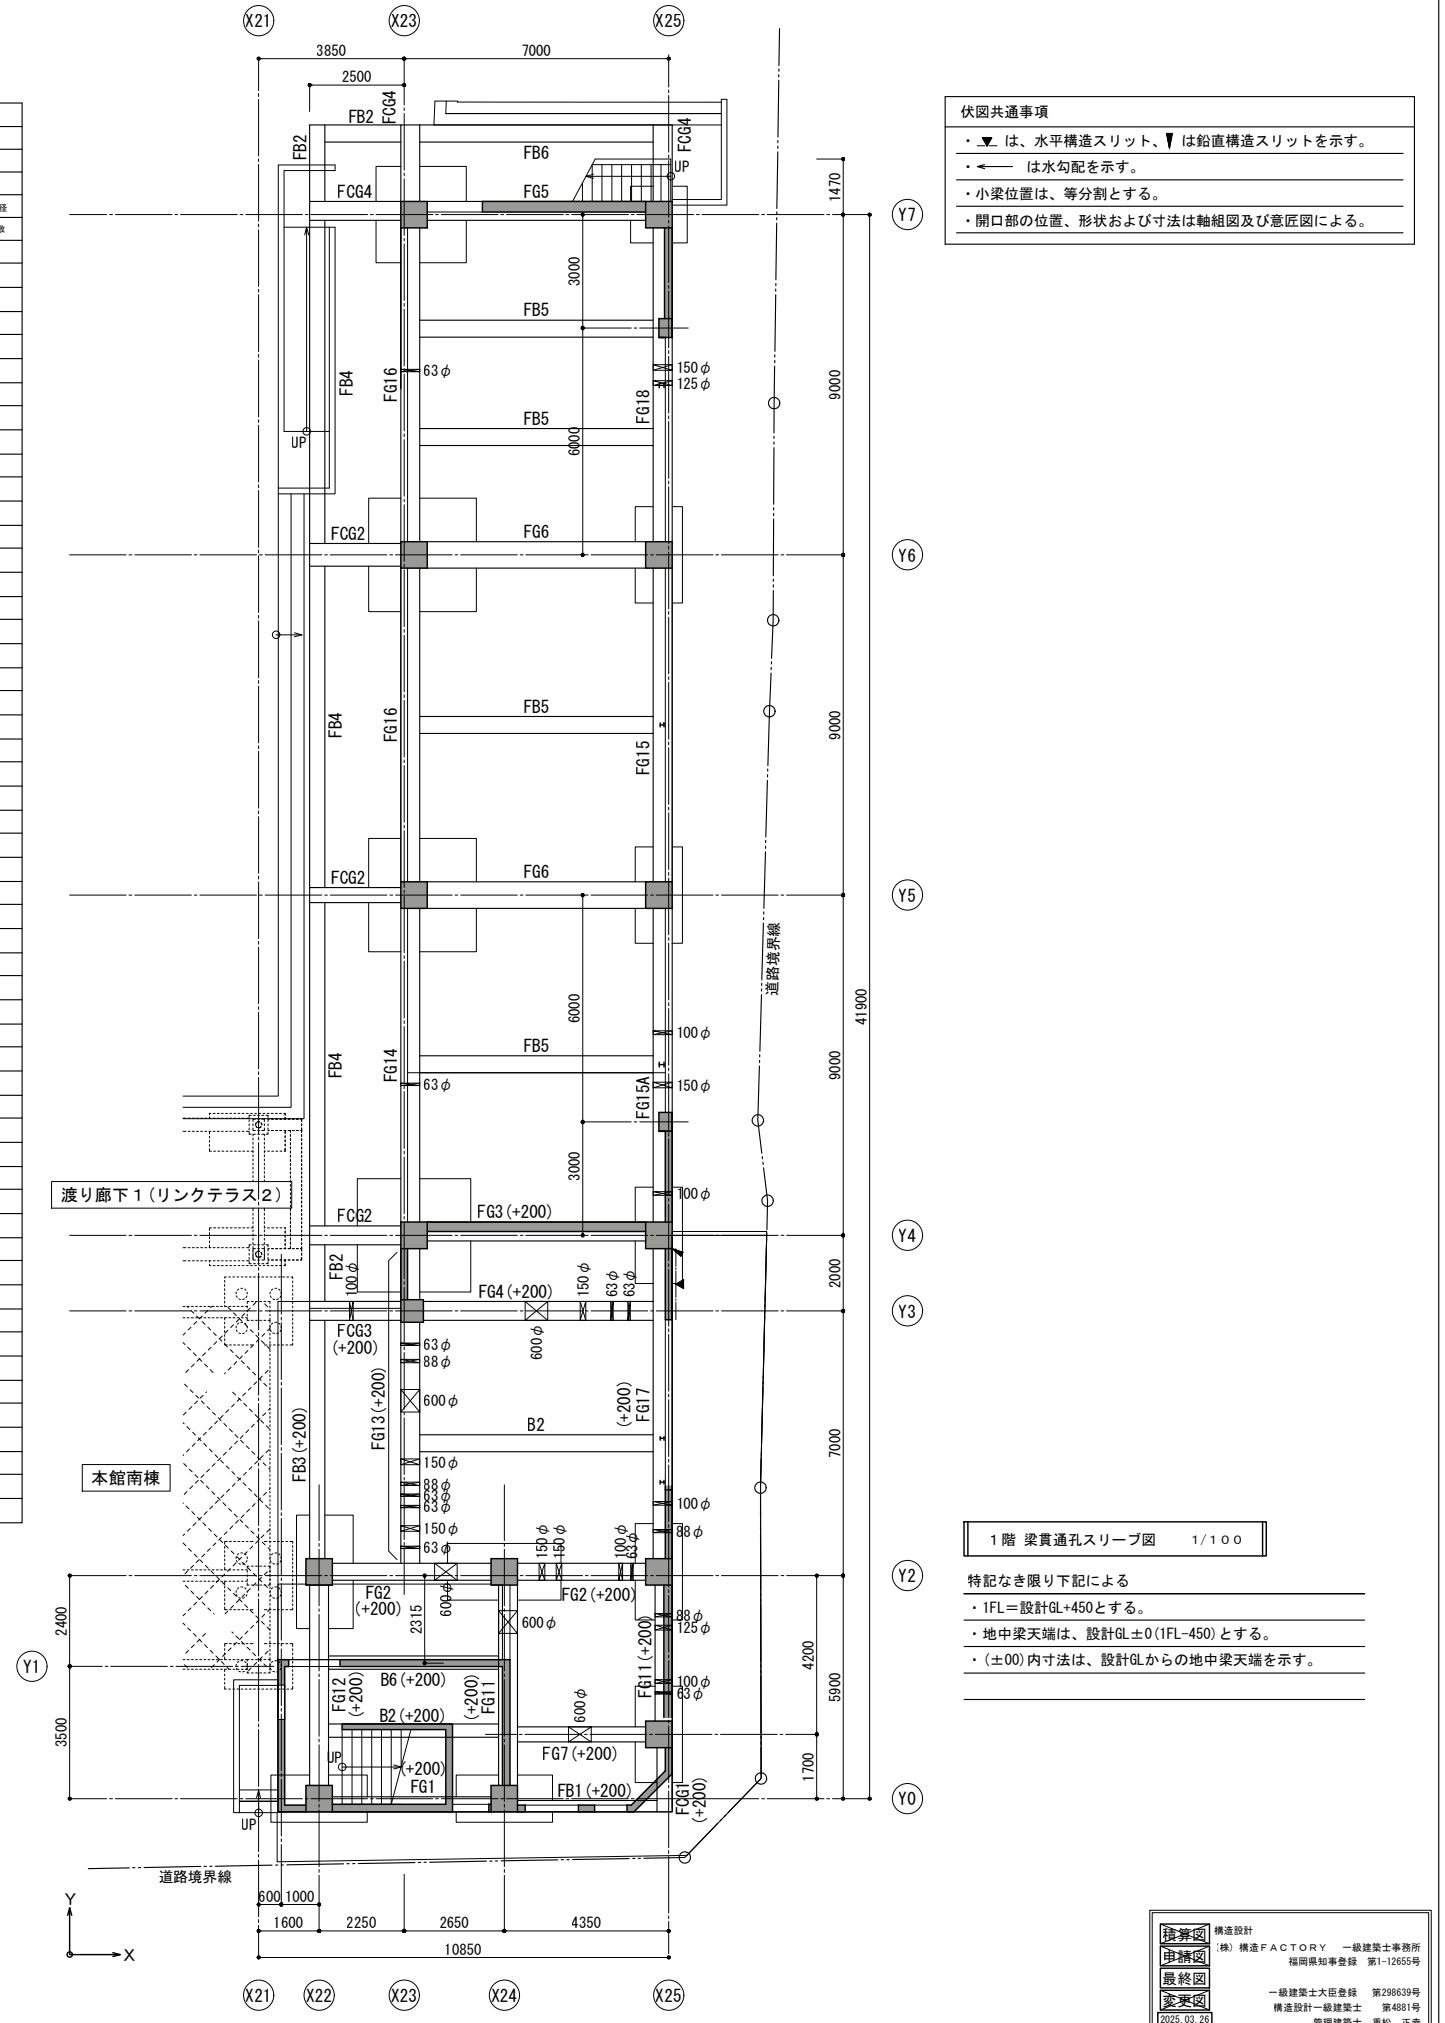 X21
X23
X25
3850
7000
2500
FB2
FCG4
FB2
FB6
FCG4
UP
FCG4
FG5
1470
Y7
伏図共通事項
・ は、水平構造スリット、 は鉛直構造スリットを示す。
・ は水勾配を示す。
・小梁位置は、等分割とする。
・開口部の位置、形状および寸法は軸組図及び意匠図による。
径
数
3000
FB5
FB4
FG16
63φ
150φ
125φ
FG18
9000
FB5
6000
UP
FCG2
FG6
Y6
FB4
FG16
FB5
FG15
9000
FCG2
FG6
Y5
道路境界線
41900
6000
100φ
FB4
FG14
FB5
63φ
FG15A
150φ
9000
3000
渡り廊下1(リンクテラス2)
100φ
FCG2
FG3(+200)
Y4
FB2
100φ
FG4(+200)
150φ
63φ
63φ
2000
Y3
FCG3
(+200)
600φ
63φ
88φ
FG13(+200)
600φ
(+200)
FG17
B2
7000
FB3(+200)
本館南棟
150φ
88φ
63φ
63φ
100φ
150φ
88φ
63φ
150φ
150φ
100φ
63φ
1階 梁貫通孔スリーブ図 1/100
Y2
FG2
(+200)
2315
600φ
FG2(+200)
特記なき限り下記による
・1FL=設計GL+450とする。
・地中梁天端は、設計GL±0(1FL-450)とする。
・(±00)内寸法は、設計GLからの地中梁天端を示す。
2400
600φ
88φ
125φ
4200
Y1
B6(+200)
FG12
(+200)
(+200)
FG11
FG11(+200)
100φ
63φ
5900
B2(+200)
600φ
3500
UP
(+200)
FG1
FG7(+200)
FB1(+200)
FCG1
(+200)
1700
Y0
UP
道路境界線
Y
X
600
1000
1600
2250
2650
4350
10850
X21
X22
X23
X24
X25
積算図
申請図
最終図
変更図
2025.03.26
構造設計
(株)構造FACTORY 一級建築士事務所
福岡県知事登録 第1-12655号
一級建築士大臣登録 第298639号
構造設計一級建築士 第4881号
管理建築士 重松 正幸